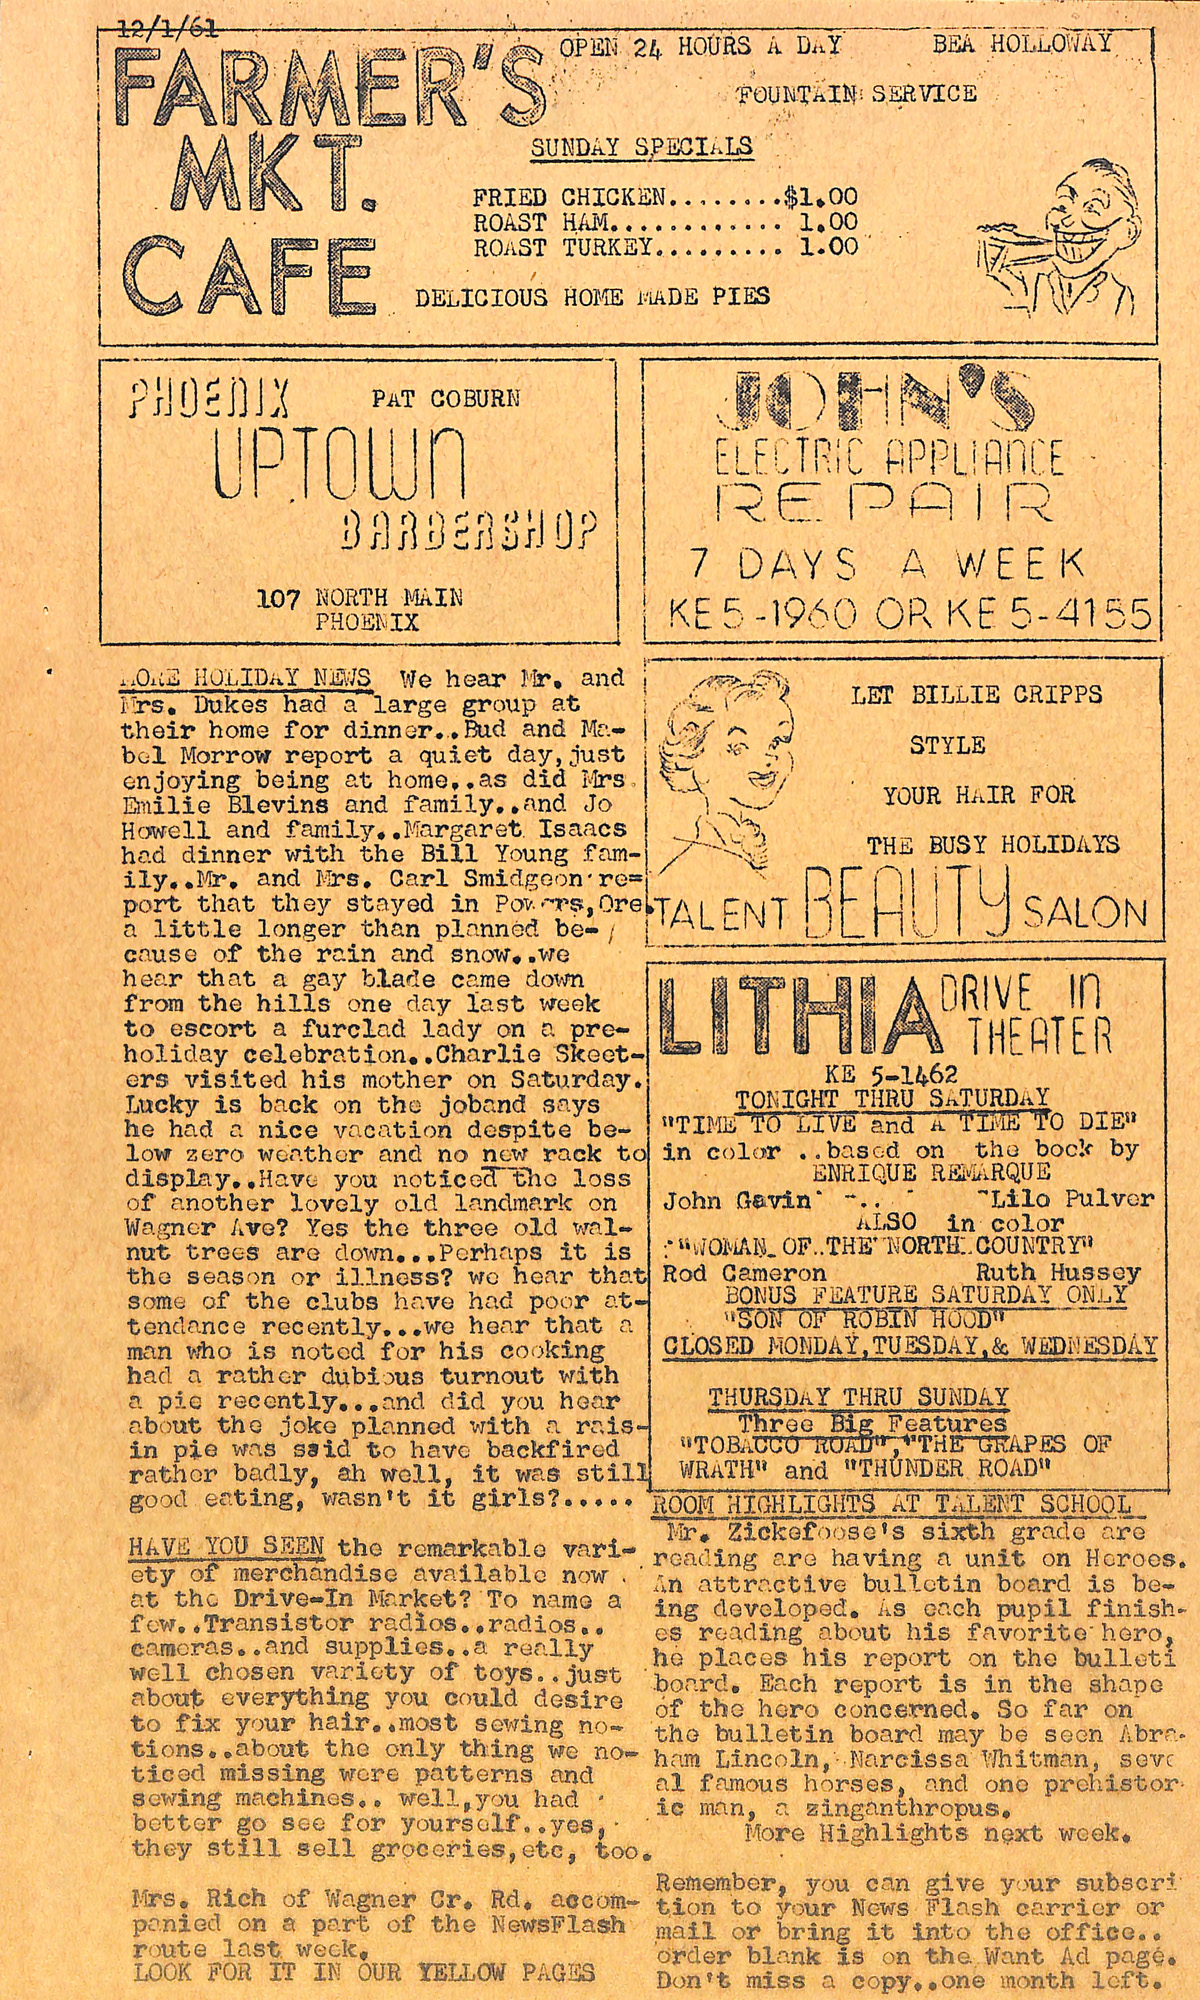 12/1/61
FARMER'S
MKT.
CAFE
OPEN 24 HOURS A DAY BEA HOLLOWAY
FOUNTAIN SERVICE
SUNDAY SPECIALS
FRIED CHICKEN........$1.00
ROAST HAM............ 1.00
ROAST TURKEY......... 1.00
DELICIOUS HOME MADE PIES
PHOENIX PAT COBURN
UPTOWN
BARBERSHOP
107 NORTH MAIN
PHOENIX
JOHN'S
ELECTRIC APPLIANCE
REPAIR
7 DAYS A WEEK
KE 5-1960 OR KE 5-4155
MORE HOLIDAY NEWS We hear Mr. and
Mrs. Dukes had a large group at
their home for dinner..Bud and Ma-
bel Morrow report a quiet day,just
enjoying being at home..as did Mrs.
Emilie Blevins and family..and Jo
Howell and family..Margaret Isaacs
had dinner with the Bill Young fam-
ily..Mr. and Mrs. Carl Smidgeon re=
port that they stayed in Powers,Ore.
a little longer than planned be-
cause of the rain and snow..we
hear that a gay blade came down
from the hills one day last week
to escort a furclad lady on a pre-
holiday celebration..Charlie Skeet-
ers visited his mother on Saturday.
Lucky is back on the joband says
he had a nice vacation despite be-
low zero weather and no new rack to
display..Have you noticed the loss
of another lovely old landmark on
Wagner Ave? Yes the three old wal-
nut trees are down...Perhaps it is
the season or illness? we hear that
some of the clubs have had poor at-
tendance recently...we hear that a
man who is noted for his cooking
had a rather dubious turnout with
a pie recently...and did you hear
about the joke planned with a rais-
in pie was said to have backfired
rather badly, ah well, it was still
good eating, wasn't it girls?.....
HAVE YOU SEEN the remarkable vari-
ety of merchandise available now
at the Drive-In Market? To name a
few..Transistor radios..radios..
cameras..and supplies..a really
well chosen variety of toys..just
about everything you could desire
to fix your hair..most sewing no-
tions..about the only thing we no-
ticed missing were patterns and
sewing machines.. well,you had
better go see for yourself..yes,
they still sell groceries,etc, too.
Mrs. Rich of Wagner Cr. Rd. accom-
panied on a part of the NewsFlash
route last week.
LOOK FOR IT IN OUR YELLOW PAGES
LET BILLIE CRIPPS
STYLE
YOUR HAIR FOR
THE BUSY HOLIDAYS
TALENT BEAUTY SALON
LITHIA DRIVE IN
THEATER
KE 5-1462
TONIGHT THRU SATURDAY
"TIME TO LIVE and A TIME TO DIE"
in color ..based on the bock by
ENRIQUE REMARQUE
John Gavin Lilo Pulver
ALSO in color
"WOMAN OF THE NORTH COUNTRY"
Rod Cameron Ruth Hussey
BONUS FEATURE SATURDAY ONLY
"SON OF ROBIN HOOD"
CLOSED MONDAY,TUESDAY,& WEDNESDAY
THURSDAY THRU SUNDAY
Three Big Features
"TOBACCO ROAD","THE GRAPES OF
WRATH" and "THUNDER ROAD"
ROOM HIGHLIGHTS AT TALENT SCHOOL
Mr. Zickefoose's sixth grade are
reading are having a unit on Heroes.
An attractive bulletin board is be-
ing developed. As each pupil finish-
es reading about his favorite hero,
he places his report on the bulleti
board. Each report is in the shape
of the hero concerned. So far on
the bulletin board may be seen Abra-
ham Lincoln, Narcissa Whitman, seve
al famous horses, and one prehistor-
ic man, a zinganthropus.
More Highlights next week.
Remember, you can give your subscri
tion to your News Flash carrier or
mail or bring it into the office..
order blank is on the Want Ad page.
Don't miss a copy..one month left.